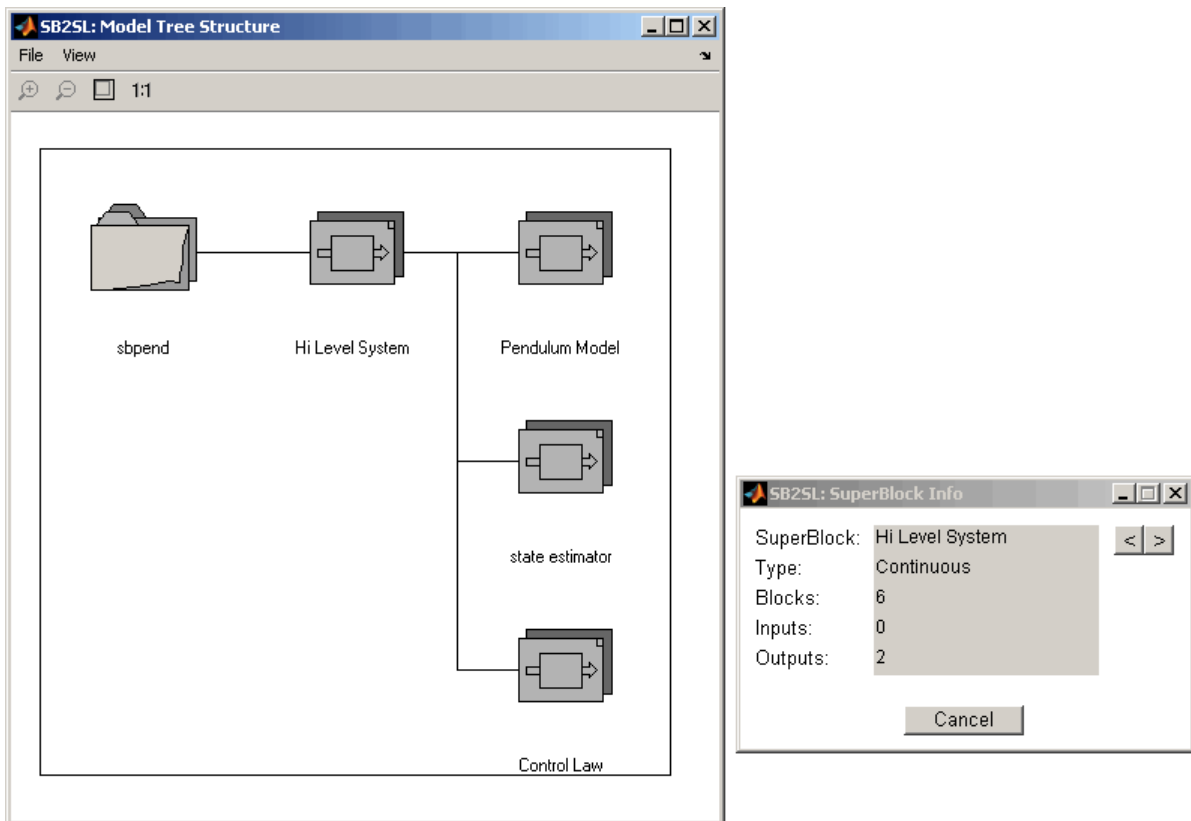 SB2SL: Model Tree Structure
File View
1:1
sbpend
Hi Level System
Pendulum Model
state estimator
Control Law
SB2SL: SuperBlock Info
SuperBlock: Hi Level System
Type: Continuous
Blocks: 6
Inputs: 0
Outputs: 2
< >
Cancel